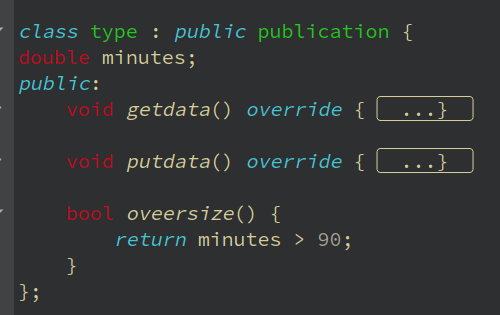 class type : public publication {
double minutes;
public:
    void getdata() override { ...}
    void putdata() override { ...}
    bool oveersize() {
        return minutes > 90;
    }
};